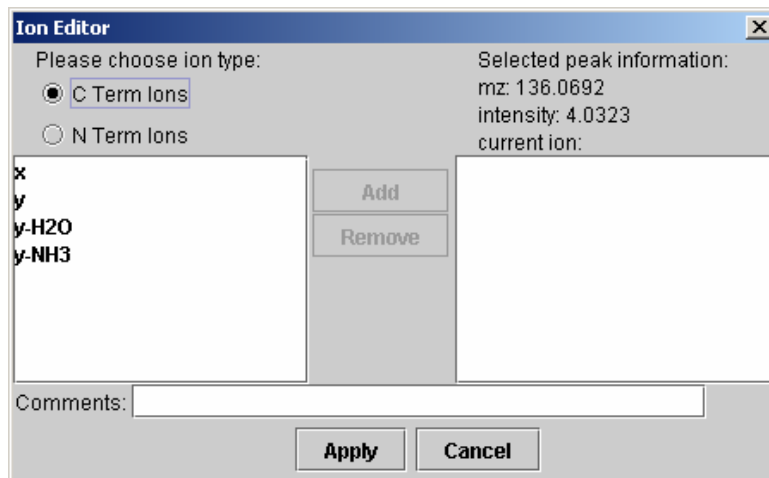 Ion Editor
Please choose ion type:
C Term Ions
N Term Ions
Selected peak information:
mz: 136.0692
intensity: 4.0323
current ion:
x
y
y-H2O
y-NH3
Add
Remove
Comments:
Apply
Cancel